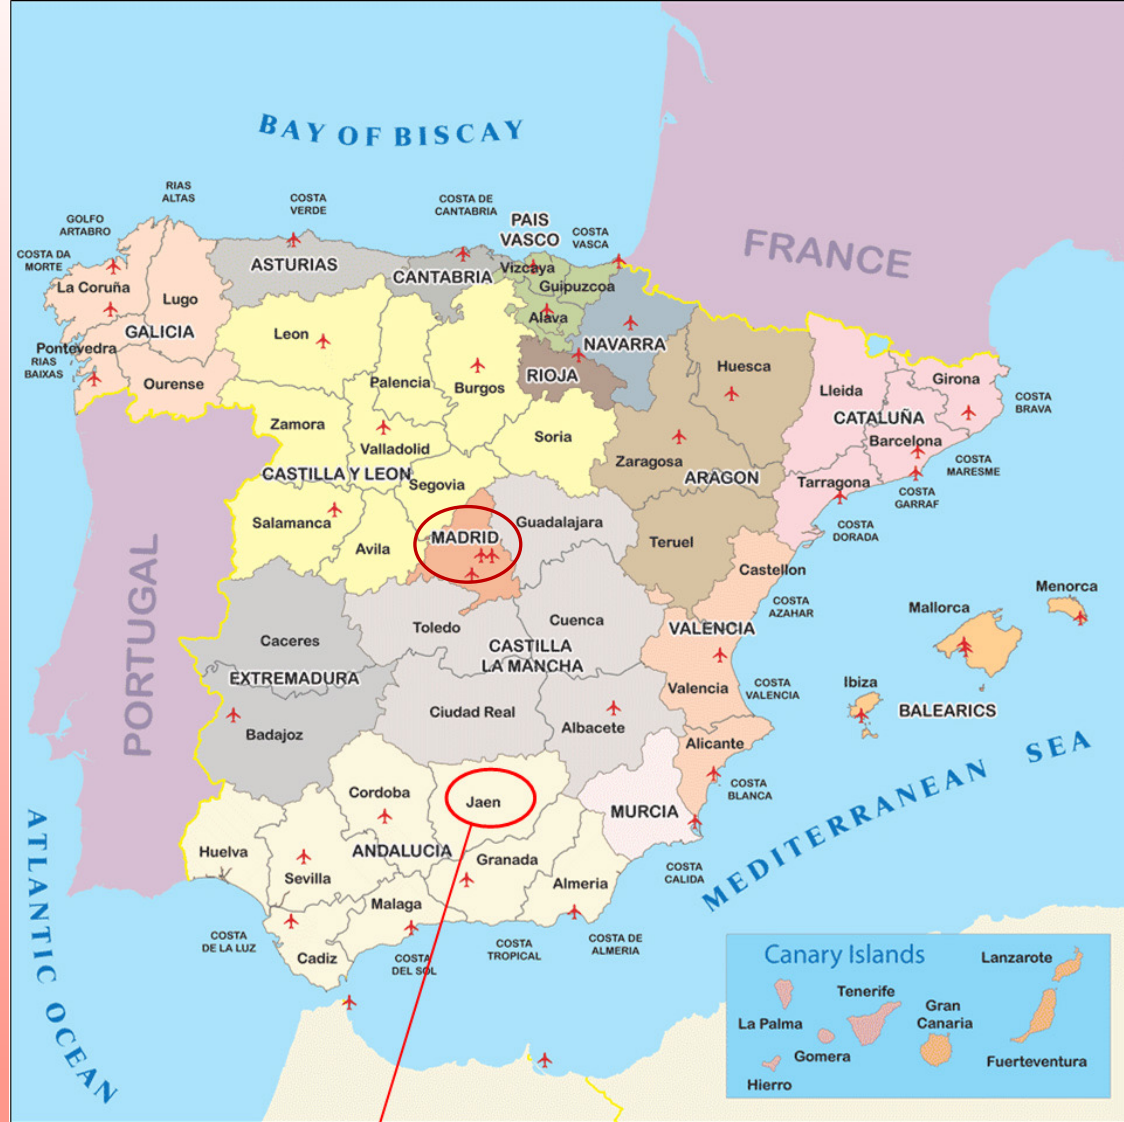 BAY OF BISCAY
RIAS
ALTAS
COSTA
VERDE
COSTA DE
CANTABRIA
GOLFO
ARTABRO
PAIS
VASCO
COSTA
VASCA
COSTA DA
MORTE
FRANCE
ASTURIAS
CANTABRIA
Vizcaya
Guipuzcoa
La Coruña
Lugo
Alava
GALICIA
Leon
NAVARRA
Pontevedra
RIAS
BAIXAS
Ourense
Palencia
Burgos
RIOJA
Huesca
Lleida
Girona
COSTA
BRAVA
CATALUÑA
Zamora
Valladolid
Soria
Barcelona
Zaragosa
COSTA
MARESME
CASTILLA Y LEON
Segovia
ARAGON
Tarragona
COSTA
GARRAF
Salamanca
Avila
MADRID
Guadalajara
Teruel
COSTA
DORADA
PORTUGAL
Castellon
COSTA
AZAHAR
Menorca
Mallorca
Caceres
Toledo
Cuenca
VALENCIA
CASTILLA
LA MANCHA
EXTREMADURA
Valencia
COSTA
VALENCIA
Ibiza
BALEARICS
Badajoz
Ciudad Real
Albacete
Alicante
MEDITERRANEAN SEA
COSTA
BLANCA
Cordoba
Jaen
MURCIA
ATLANTIC OCEAN
Huelva
ANDALUCIA
Granada
Sevilla
Almeria
COSTA
CALIDA
Malaga
COSTA
DE LA LUZ
Cadiz
COSTA
DEL SOL
COSTA
TROPICAL
COSTA DE
ALMERIA
Canary Islands
Lanzarote
Tenerife
La Palma
Gran
Canaria
Gomera
Fuerteventura
Hierro